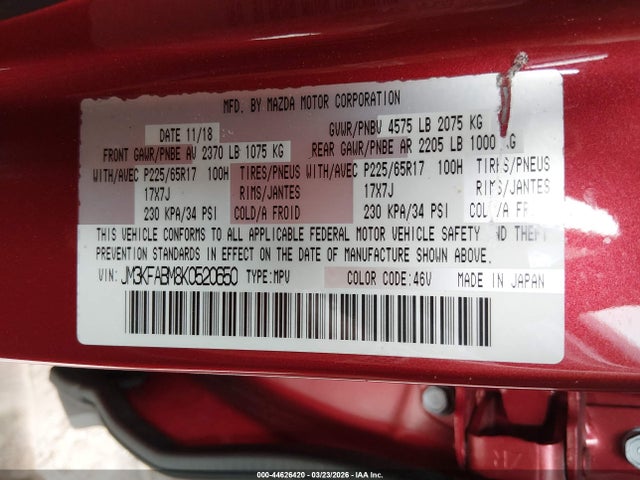 MFD. BY MAZDA MOTOR CORPORATION
DATE 11/18 GVWR/PNBV 4575 LB 2075 KG
FRONT GAWR/PNBE AV 2370 LB 1075 KG REAR GAWR/PNBE AR 2205 LB 1000 KG
WITH/AVEC P225/65R17 100H TIRES/PNEUS WITH/AVEC P225/65R17 100H TIRES/PNEUS
17X7J RIMS/JANTES 17X7J RIMS/JANTES
230 KPA/34 PSI COLD/A FROID 230 KPA/34 PSI COLD/A FROID
THIS VEHICLE CONFORMS TO ALL APPLICABLE FEDERAL MOTOR VEHICLE SAFETY ND THEFT
PREVENTION STANDARDS IN EFFECT ON THE DATE OF MANUFACTURE SHOWN ABOVE.
VIN: JM3KFABM8K0520650 TYPE:MPV COLOR CODE:46V MADE IN JAPAN
000-44626420 | 03/23/2026 - IAA Inc.